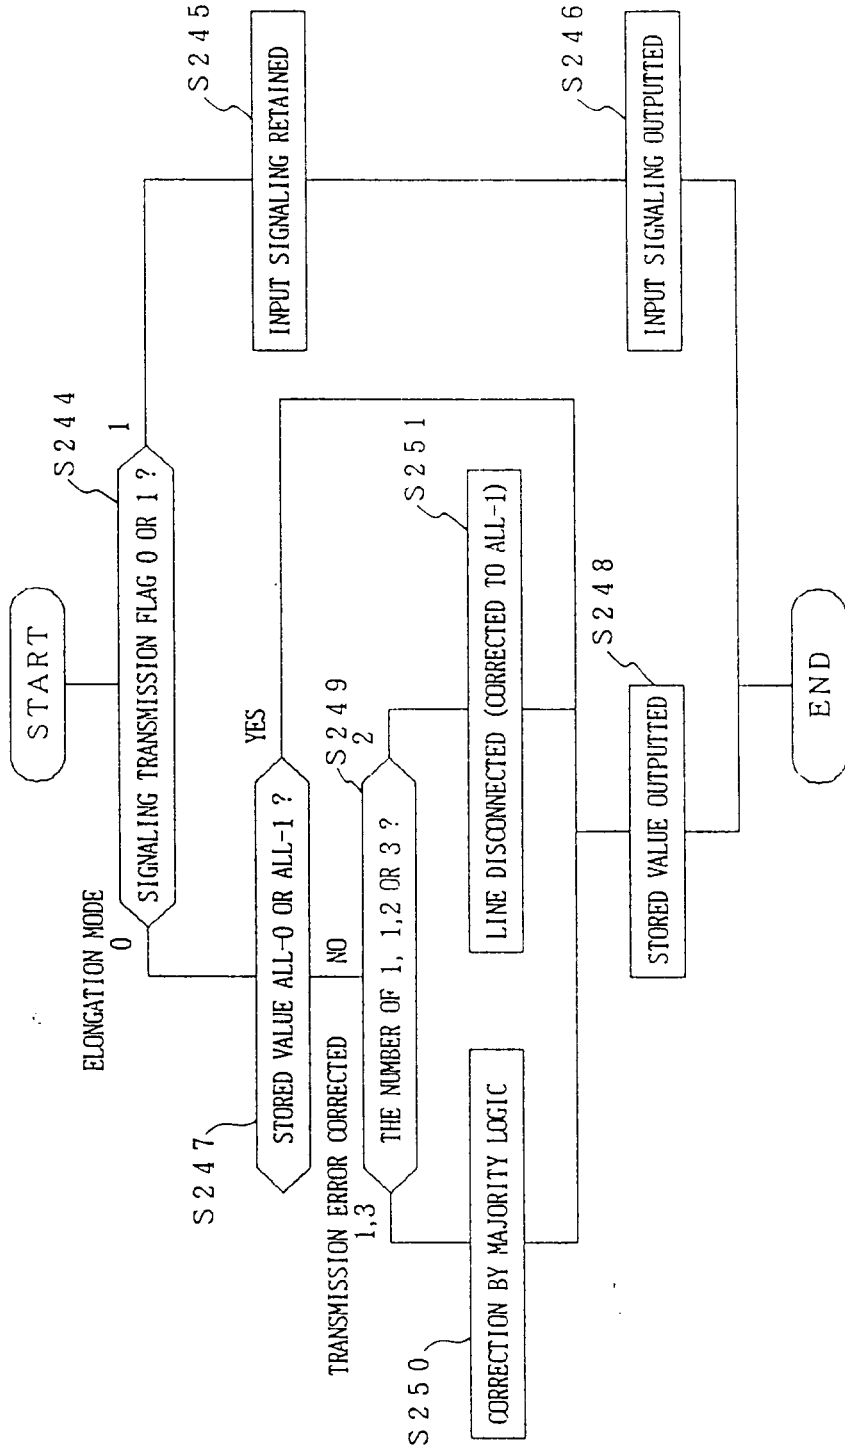 START
S244
SIGNALING TRANSMISSION FLAG 0 OR 1 ?
ELONGATION MODE
0
1
S245
INPUT SIGNALING RETAINED
S247
STORED VALUE ALL-0 OR ALL-1 ?
YES
NO
TRANSMISSION ERROR CORRECTED
1,3
S249
2
THE NUMBER OF 1, 1,2 OR 3 ?
S250
CORRECTION BY MAJORITY LOGIC
S251
LINE DISCONNECTED (CORRECTED TO ALL-1)
S246
INPUT SIGNALING OUTPUTTED
S248
STORED VALUE OUTPUTTED
END